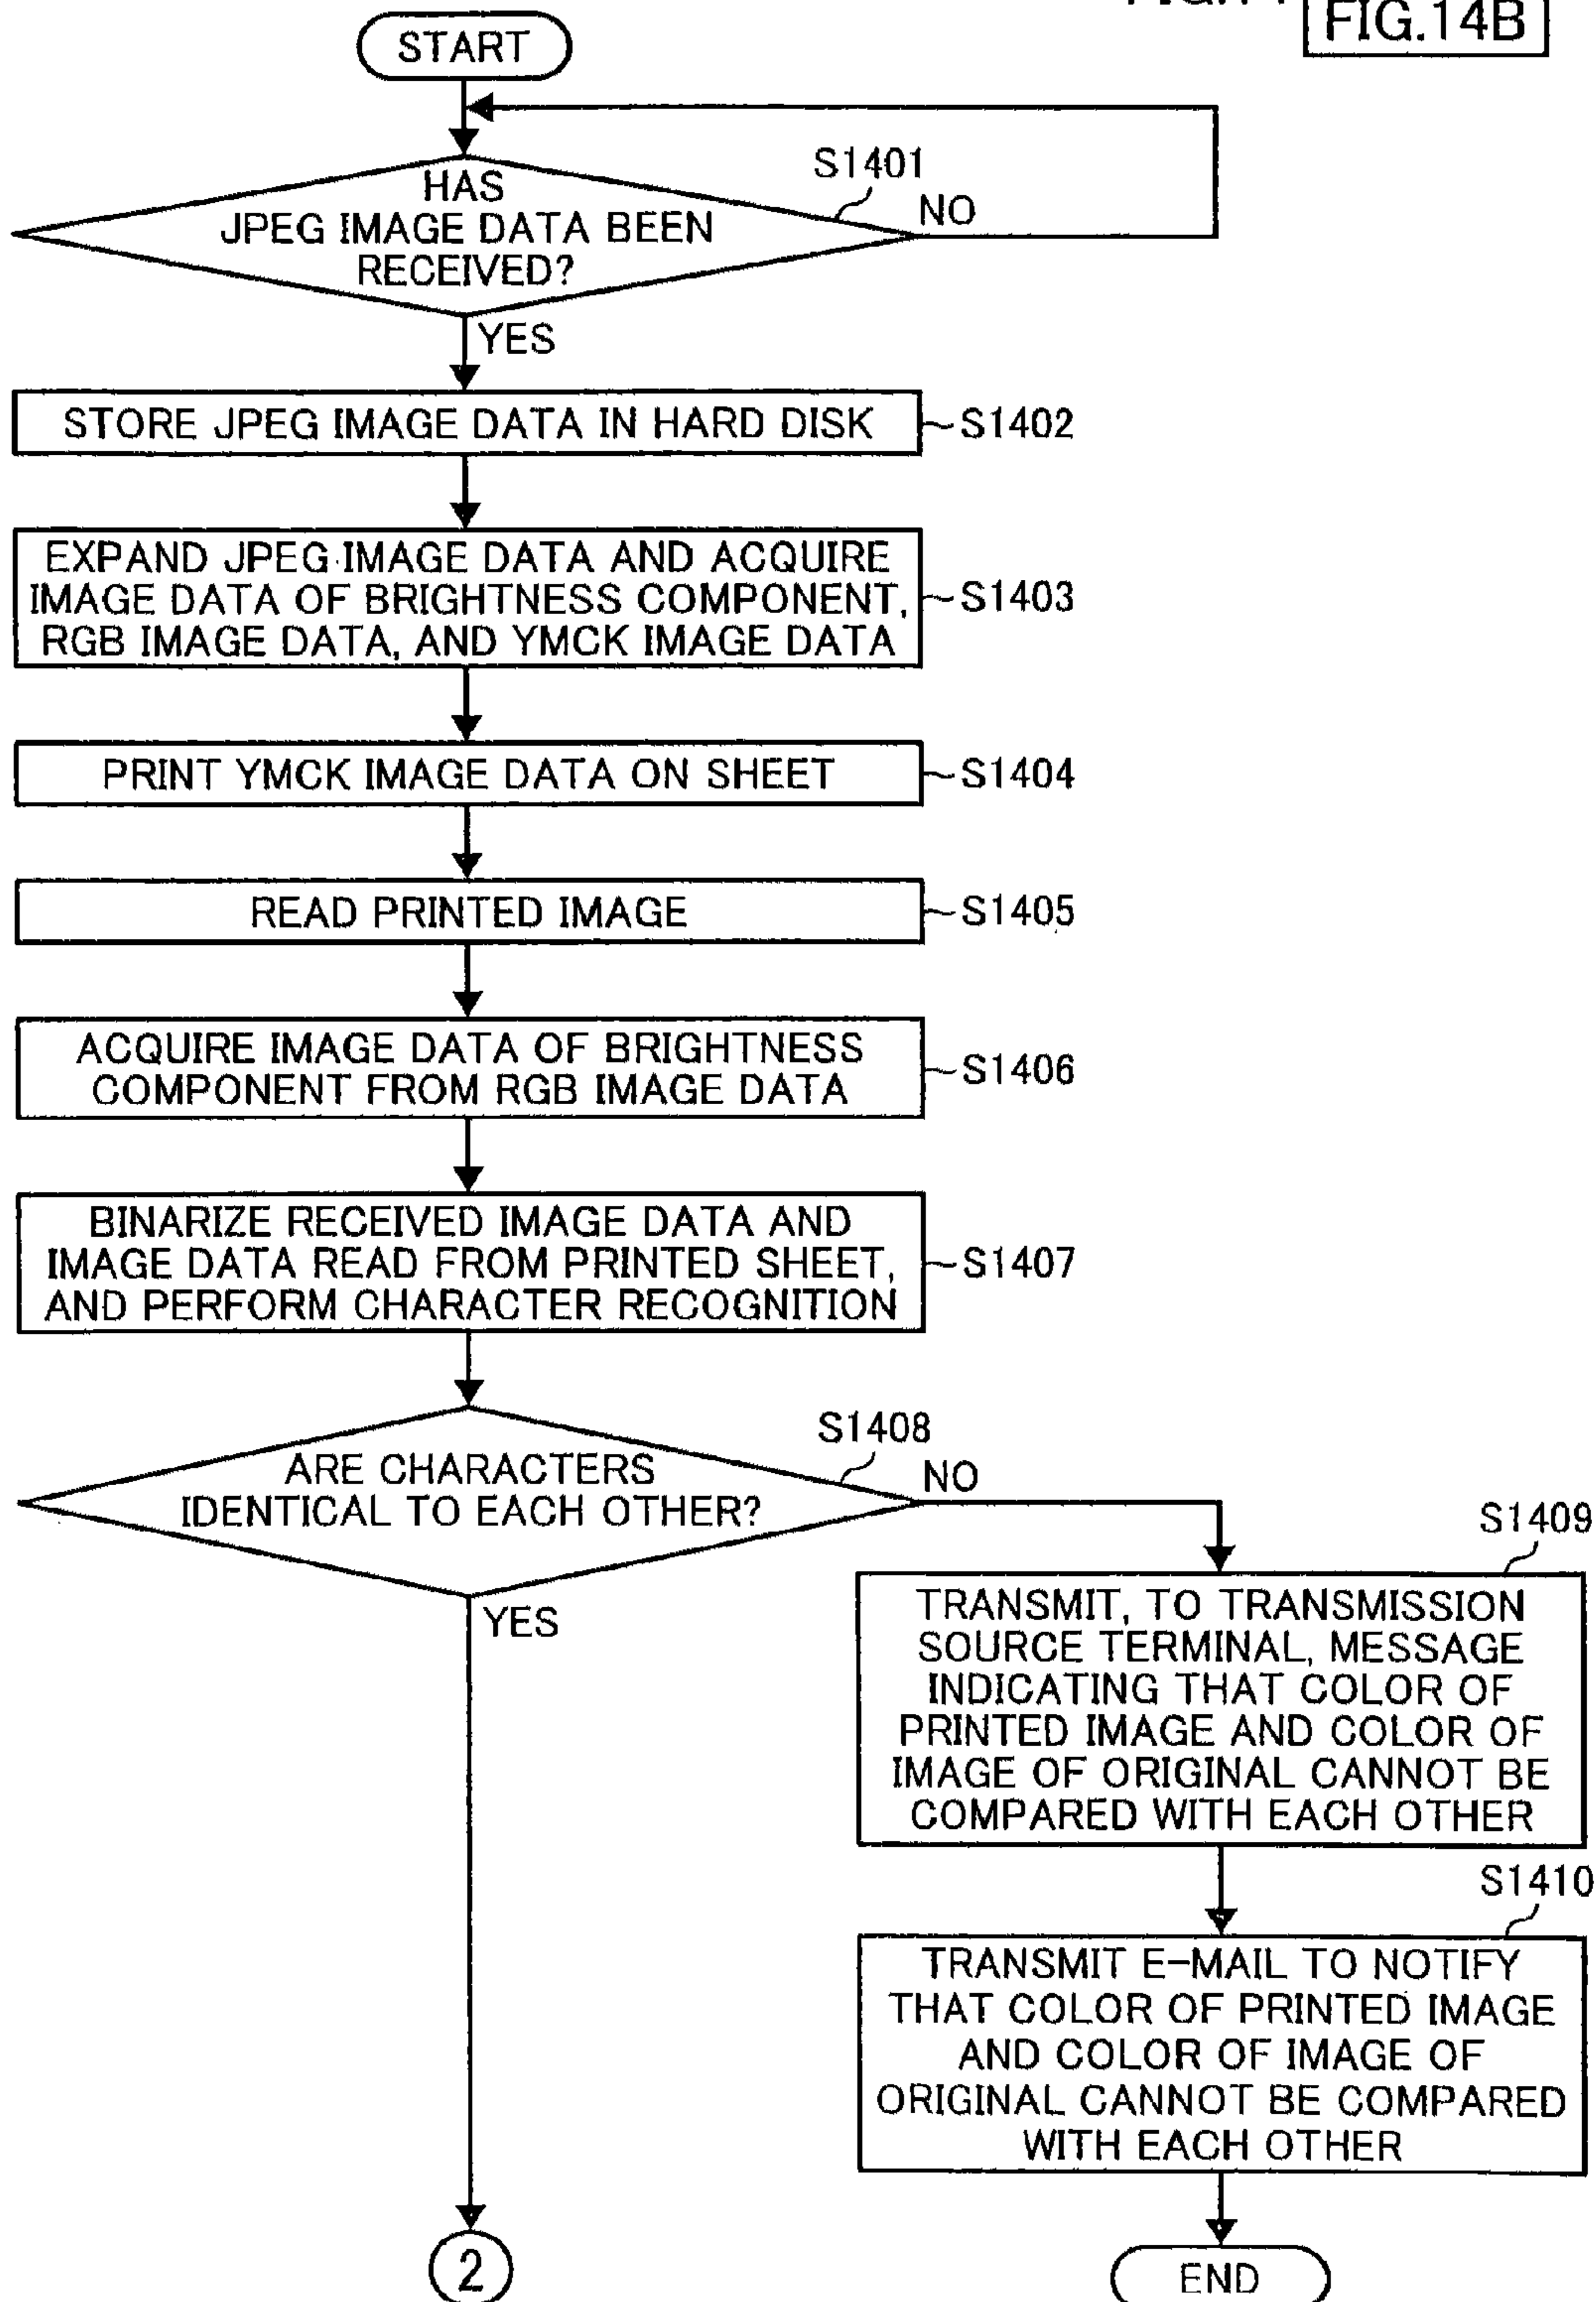 FIG.14B
START
S1401
HAS
JPEG IMAGE DATA BEEN
RECEIVED?
NO
YES
STORE JPEG IMAGE DATA IN HARD DISK
S1402
EXPAND JPEG IMAGE DATA AND ACQUIRE
IMAGE DATA OF BRIGHTNESS COMPONENT,
RGB IMAGE DATA, AND YMCK IMAGE DATA
S1403
PRINT YMCK IMAGE DATA ON SHEET
S1404
READ PRINTED IMAGE
S1405
ACQUIRE IMAGE DATA OF BRIGHTNESS
COMPONENT FROM RGB IMAGE DATA
S1406
BINARIZE RECEIVED IMAGE DATA AND
IMAGE DATA READ FROM PRINTED SHEET,
AND PERFORM CHARACTER RECOGNITION
S1407
S1408
ARE CHARACTERS
IDENTICAL TO EACH OTHER?
NO
YES
S1409
TRANSMIT, TO TRANSMISSION
SOURCE TERMINAL, MESSAGE
INDICATING THAT COLOR OF
PRINTED IMAGE AND COLOR OF
IMAGE OF ORIGINAL CANNOT BE
COMPARED WITH EACH OTHER
S1410
TRANSMIT E-MAIL TO NOTIFY
THAT COLOR OF PRINTED IMAGE
AND COLOR OF IMAGE OF
ORIGINAL CANNOT BE COMPARED
WITH EACH OTHER
2
END